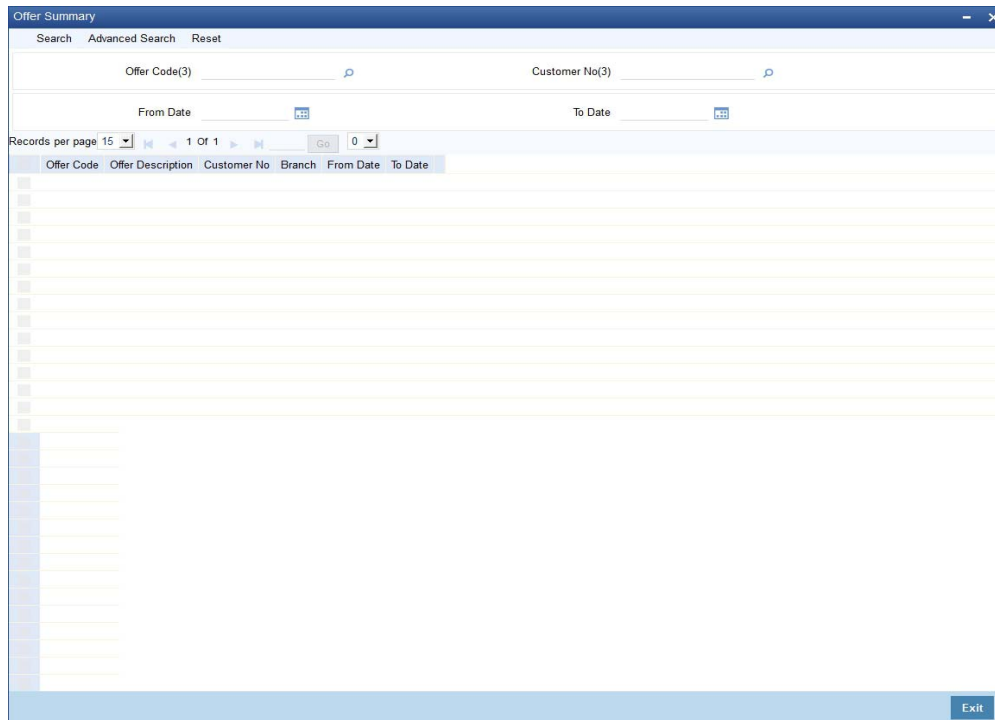 Offer Summary
Search Advanced Search Reset
Offer Code(3) Customer No(3)
From Date To Date
Records per page 15 1 Of 1 Go 0
Offer Code Offer Description Customer No Branch From Date To Date
Exit